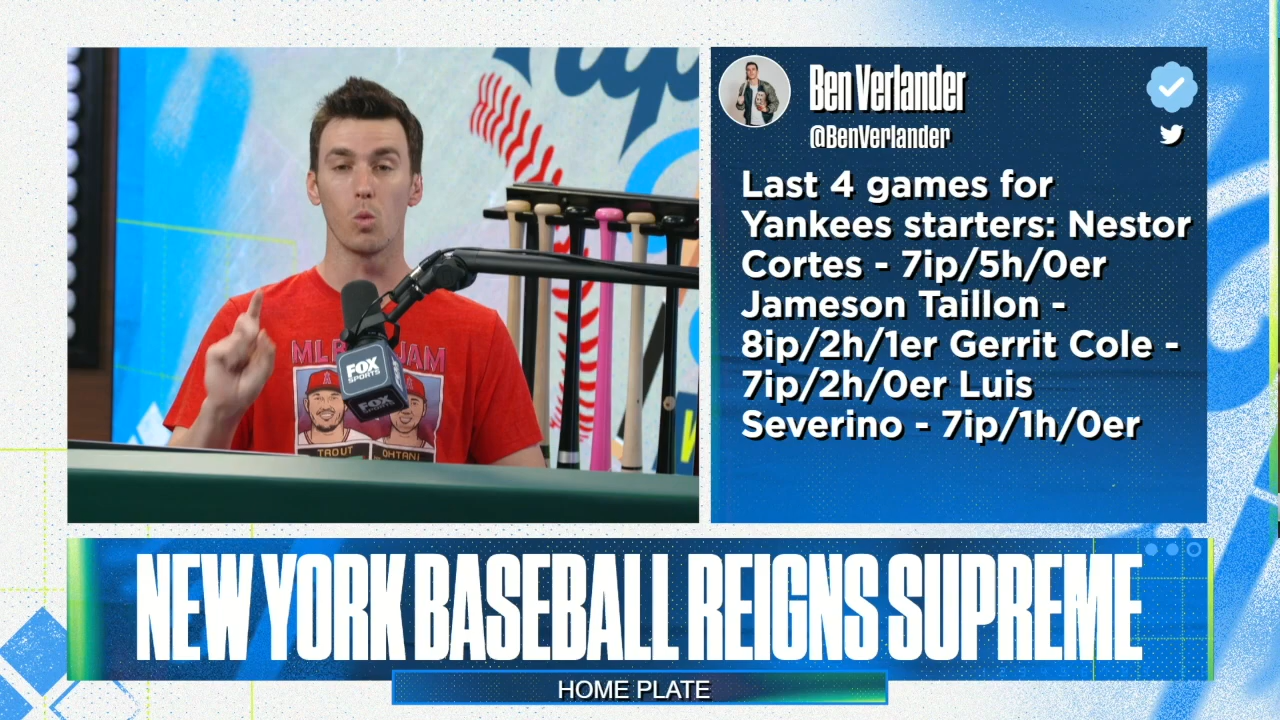 Ben Verlander
@BenVerlander
Last 4 games for
Yankees starters: Nestor
Cortes - 7ip/5h/0er
Jameson Taillon -
8ip/2h/1er Gerrit Cole -
7ip/2h/0er Luis
Severino - 7ip/1h/0er
FOX
SPORTS
FOX
SPORTS
TROUT
OHTANI
NEW YORK BASEBALL REIGNS SUPREME
HOME PLATE